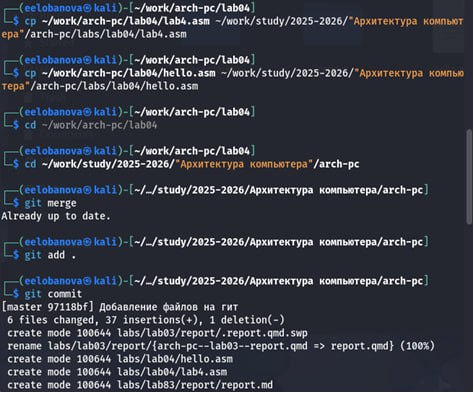 ┌──(eelobanova㉿kali)-[~/work/arch-pc/lab04]
└─$ cp ~/work/arch-pc/lab04/lab4.asm ~/work/study/2025-2026/"Архитектура компьют
ера"/arch-pc/labs/lab04/lab4.asm
┌──(eelobanova㉿kali)-[~/work/arch-pc/lab04]
└─$ cp ~/work/arch-pc/lab04/hello.asm ~/work/study/2025-2026/"Архитектура компью
тера"/arch-pc/labs/lab04/hello.asm
┌──(eelobanova㉿kali)-[~/work/arch-pc/lab04]
└─$ cd ~/work/arch-pc/lab04
┌──(eelobanova㉿kali)-[~/work/arch-pc/lab04]
└─$ cd ~/work/study/2025-2026/"Архитектура компьютера"/arch-pc
┌──(eelobanova㉿kali)-[~/…/study/2025-2026/Архитектура компьютера/arch-pc]
└─$ git merge
Already up to date.
┌──(eelobanova㉿kali)-[~/…/study/2025-2026/Архитектура компьютера/arch-pc]
└─$ git add .
┌──(eelobanova㉿kali)-[~/…/study/2025-2026/Архитектура компьютера/arch-pc]
└─$ git commit
[master 97118bf] Добавление файлов на гит
6 files changed, 37 insertions(+), 1 deletion(-)
create mode 100644 labs/lab03/report/.report.qmd.swp
rename labs/lab03/report/{arch-pc--lab03--report.qmd => report.qmd} (100%)
create mode 100644 labs/lab04/hello.asm
create mode 100644 labs/lab04/lab4.asm
create mode 100644 labs/lab83/report/report.md